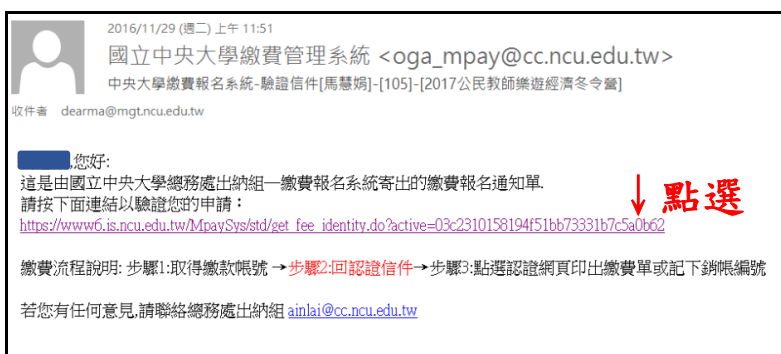 2016/11/29 (週二) 上午 11:51
國立中央大學繳費管理系統 <oga_mpay@cc.ncu.edu.tw>
中央大學繳費報名系統-驗證信件[馬慧娟]-[105]-[2017公民教師樂遊經濟冬令營]
收件者 dearma@mgt.ncu.edu.tw
,您好:
這是由國立中央大學總務處出納組—繳費報名系統寄出的繳費報名通知單.
請按下面連結以驗證您的申請：
↓點選
https://www6.is.ncu.edu.tw/MpaySys/std/get_fee_identity.do?active=03c2310158194f51bb73331b7c5a0b62
繳費流程說明: 步驟1:取得繳款帳號→步驟2:回認證信件→步驟3:點選認證網頁印出繳費單或記下銷帳編號
若您有任何意見,請聯絡總務處出納組 ainlai@cc.ncu.edu.tw